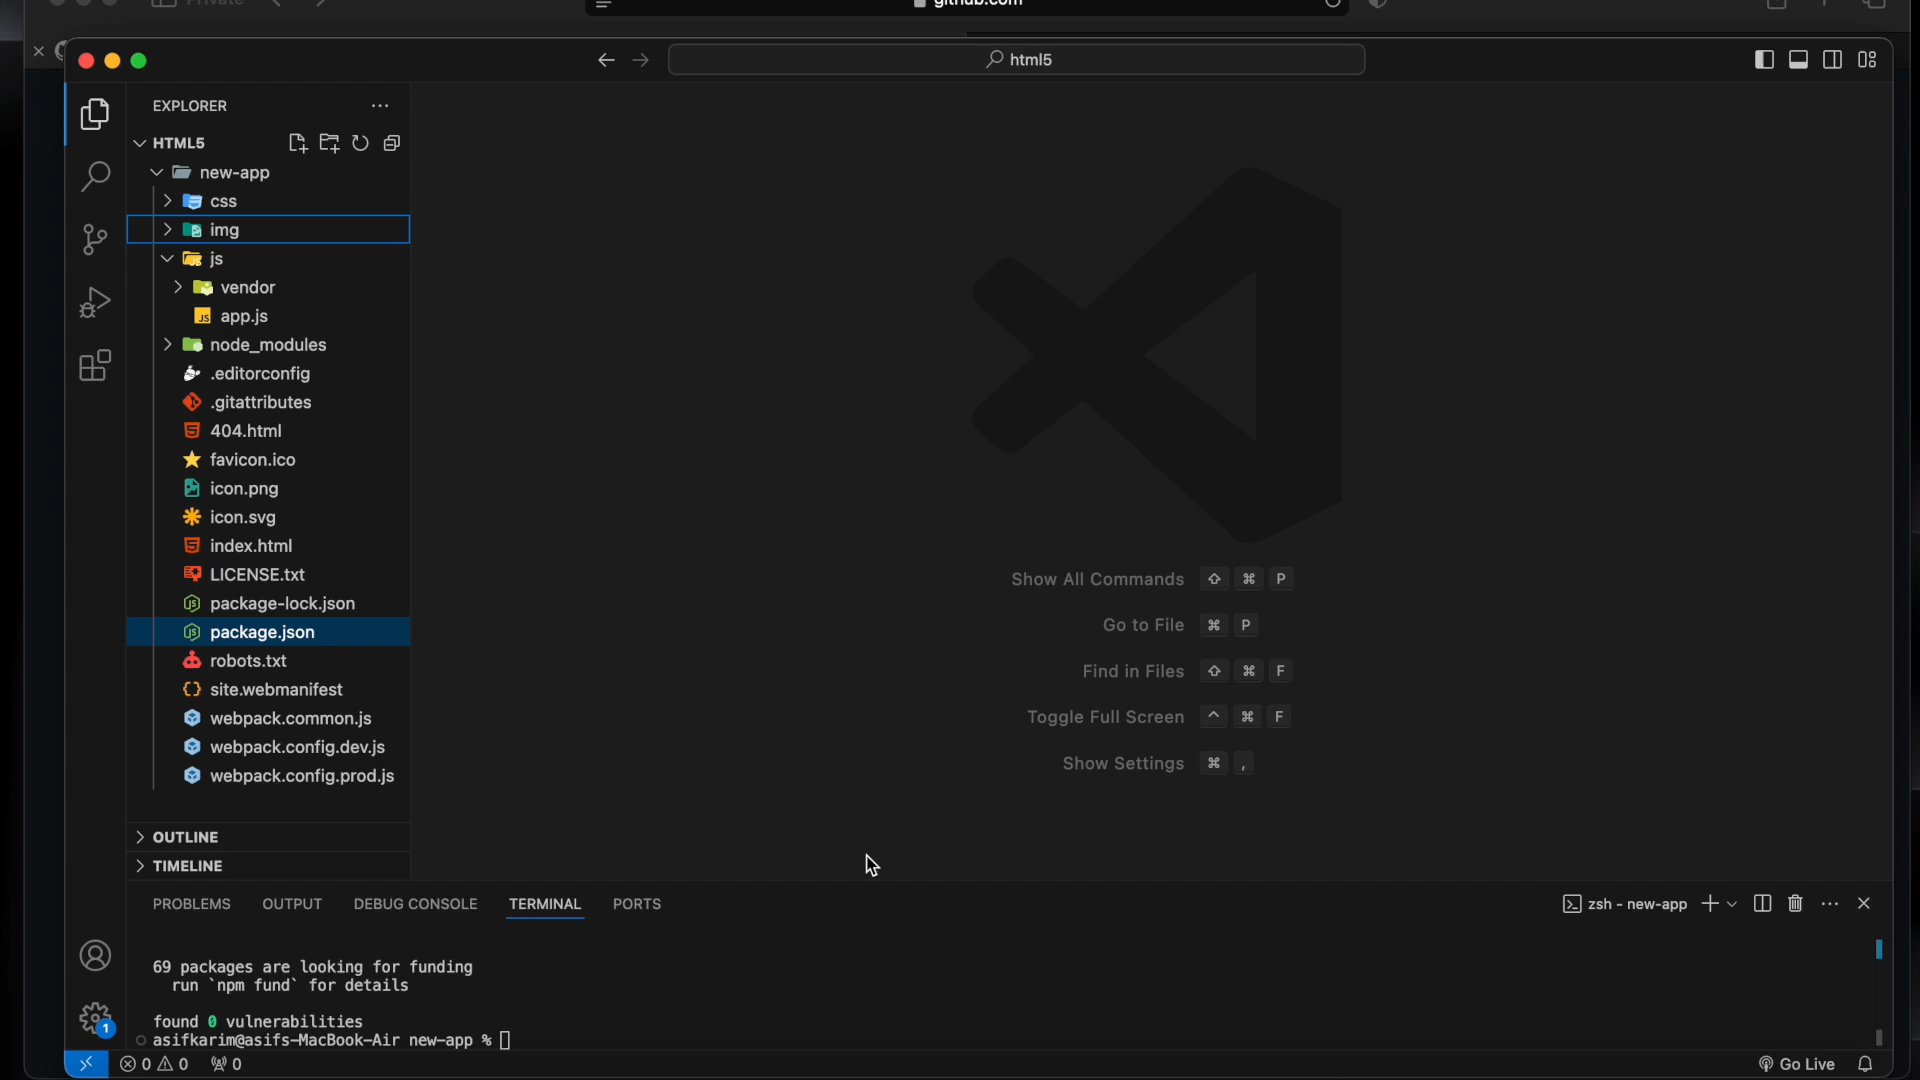 Private
github.com
html5
EXPLORER
HTML5
new-app
css
img
js
vendor
app.js
node_modules
.editorconfig
.gitattributes
404.html
favicon.ico
icon.png
icon.svg
index.html
LICENSE.txt
package-lock.json
package.json
robots.txt
site.webmanifest
webpack.common.js
webpack.config.dev.js
webpack.config.prod.js
OUTLINE
TIMELINE
Show All Commands ⇧ ⌘ P
Go to File ⌘ P
Find in Files ⇧ ⌘ F
Toggle Full Screen ^ ⌘ F
Show Settings ⌘ ,
PROBLEMS OUTPUT DEBUG CONSOLE TERMINAL PORTS
zsh - new-app
69 packages are looking for funding
run `npm fund` for details
found 0 vulnerabilities
asifkarim@asifs-MacBook-Air new-app %
1
0 0 0
Go Live